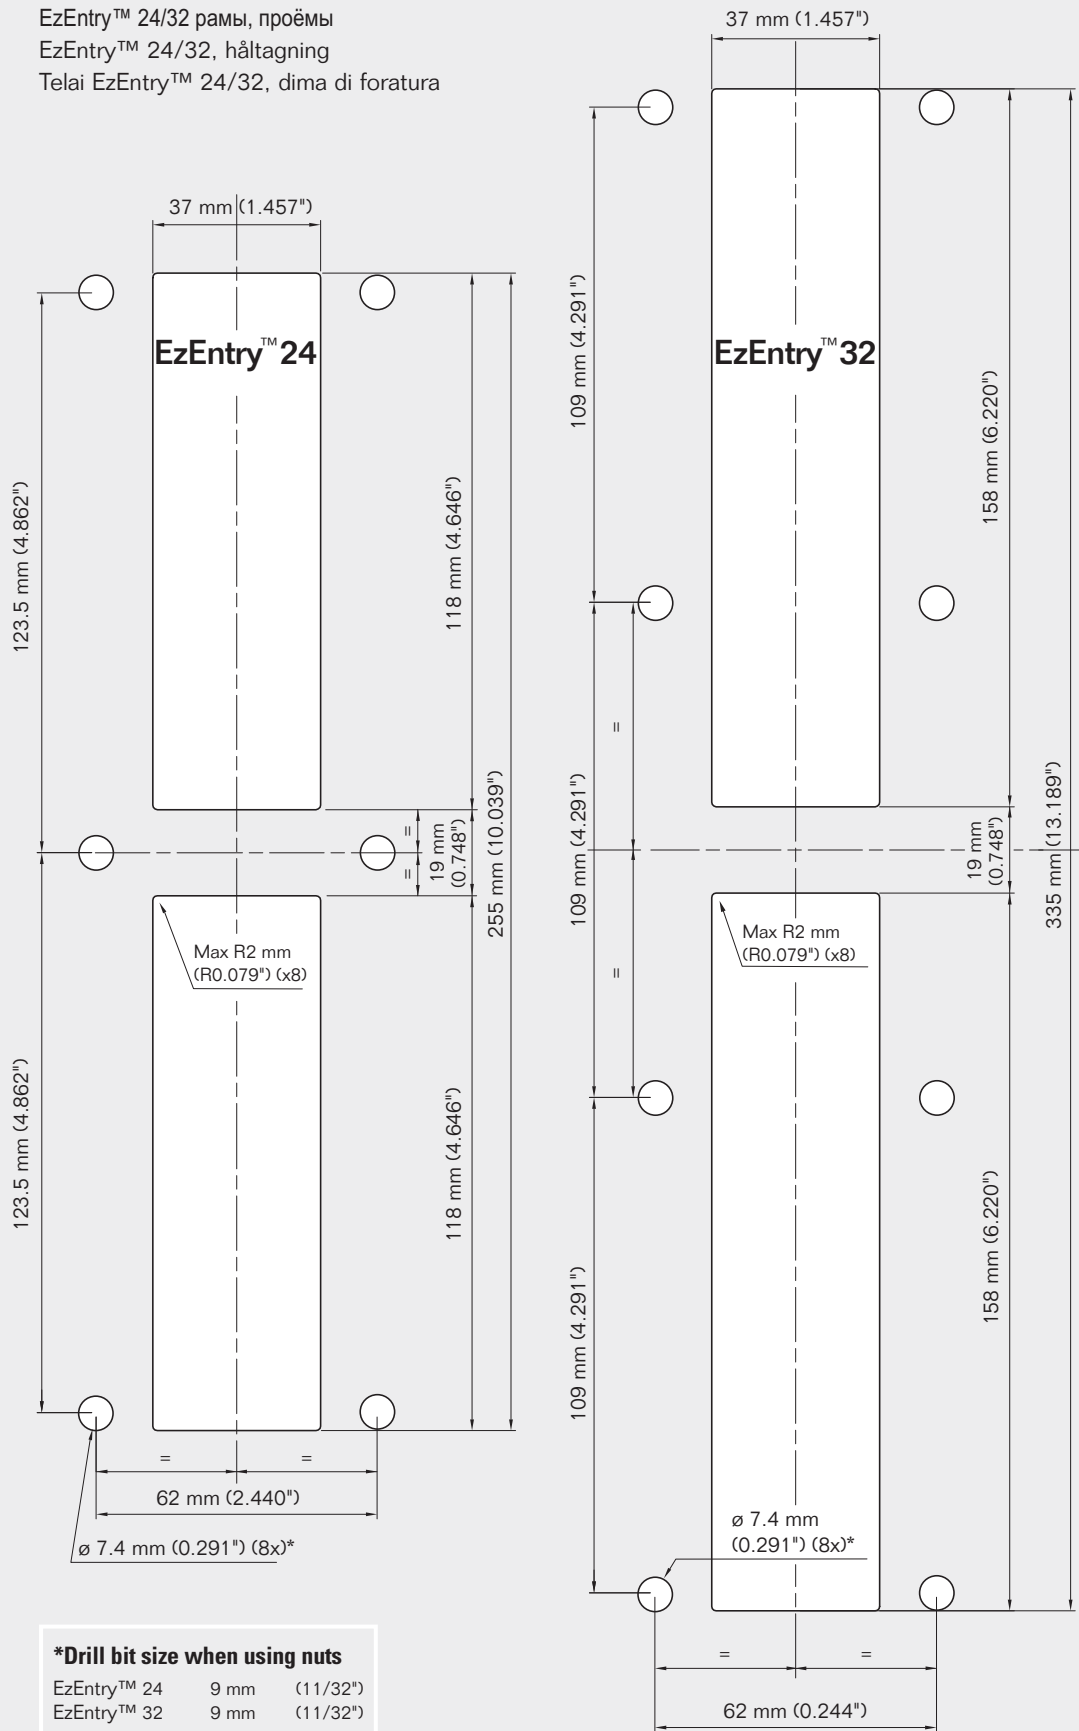 EzEntry™ 24/32 рамы, проёмы
EzEntry™ 24/32, håltagning
Telai EzEntry™ 24/32, dima di foratura
37 mm (1.457")
EzEntry™ 24
123.5 mm (4.862")
118 mm (4.646")
=
=
19 mm
(0.748")
255 mm (10.039")
Max R2 mm
(R0.079") (x8)
123.5 mm (4.862")
118 mm (4.646")
=
=
62 mm (2.440")
ø 7.4 mm (0.291") (8x)*
*Drill bit size when using nuts
EzEntry™ 24 9 mm (11/32")
EzEntry™ 32 9 mm (11/32")
37 mm (1.457")
109 mm (4.291")
EzEntry™ 32
158 mm (6.220")
=
109 mm (4.291")
=
19 mm
(0.748")
335 mm (13.189")
Max R2 mm
(R0.079") (x8)
109 mm (4.291")
158 mm (6.220")
ø 7.4 mm
(0.291") (8x)*
=
=
62 mm (0.244")